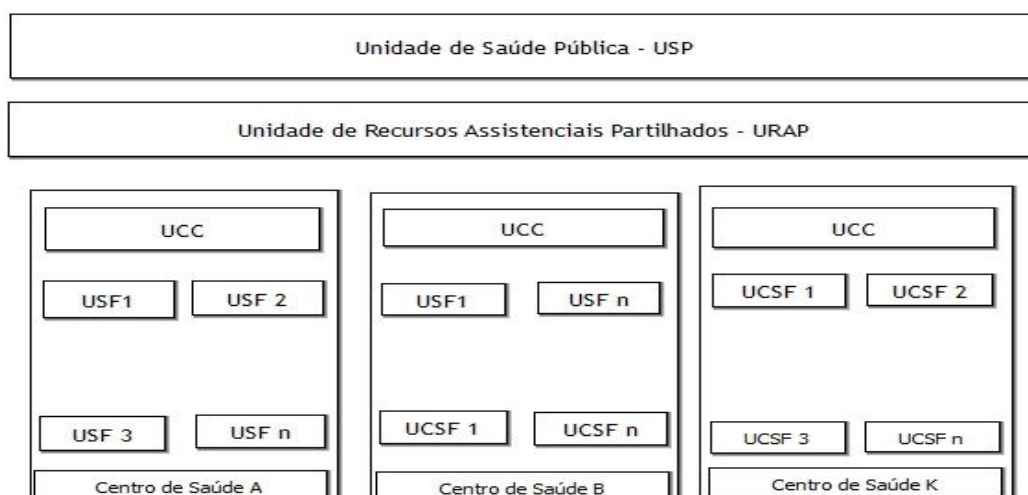 Unidade de Saúde Pública - USP
Unidade de Recursos Assistenciais Partilhados - URAP
UCC
USF1
USF 2
USF 3
USF n
Centro de Saúde A
UCC
USF1
USF n
UCSF 1
UCSF n
Centro de Saúde B
UCC
UCSF 1
UCSF 2
UCSF 3
UCSF n
Centro de Saúde K